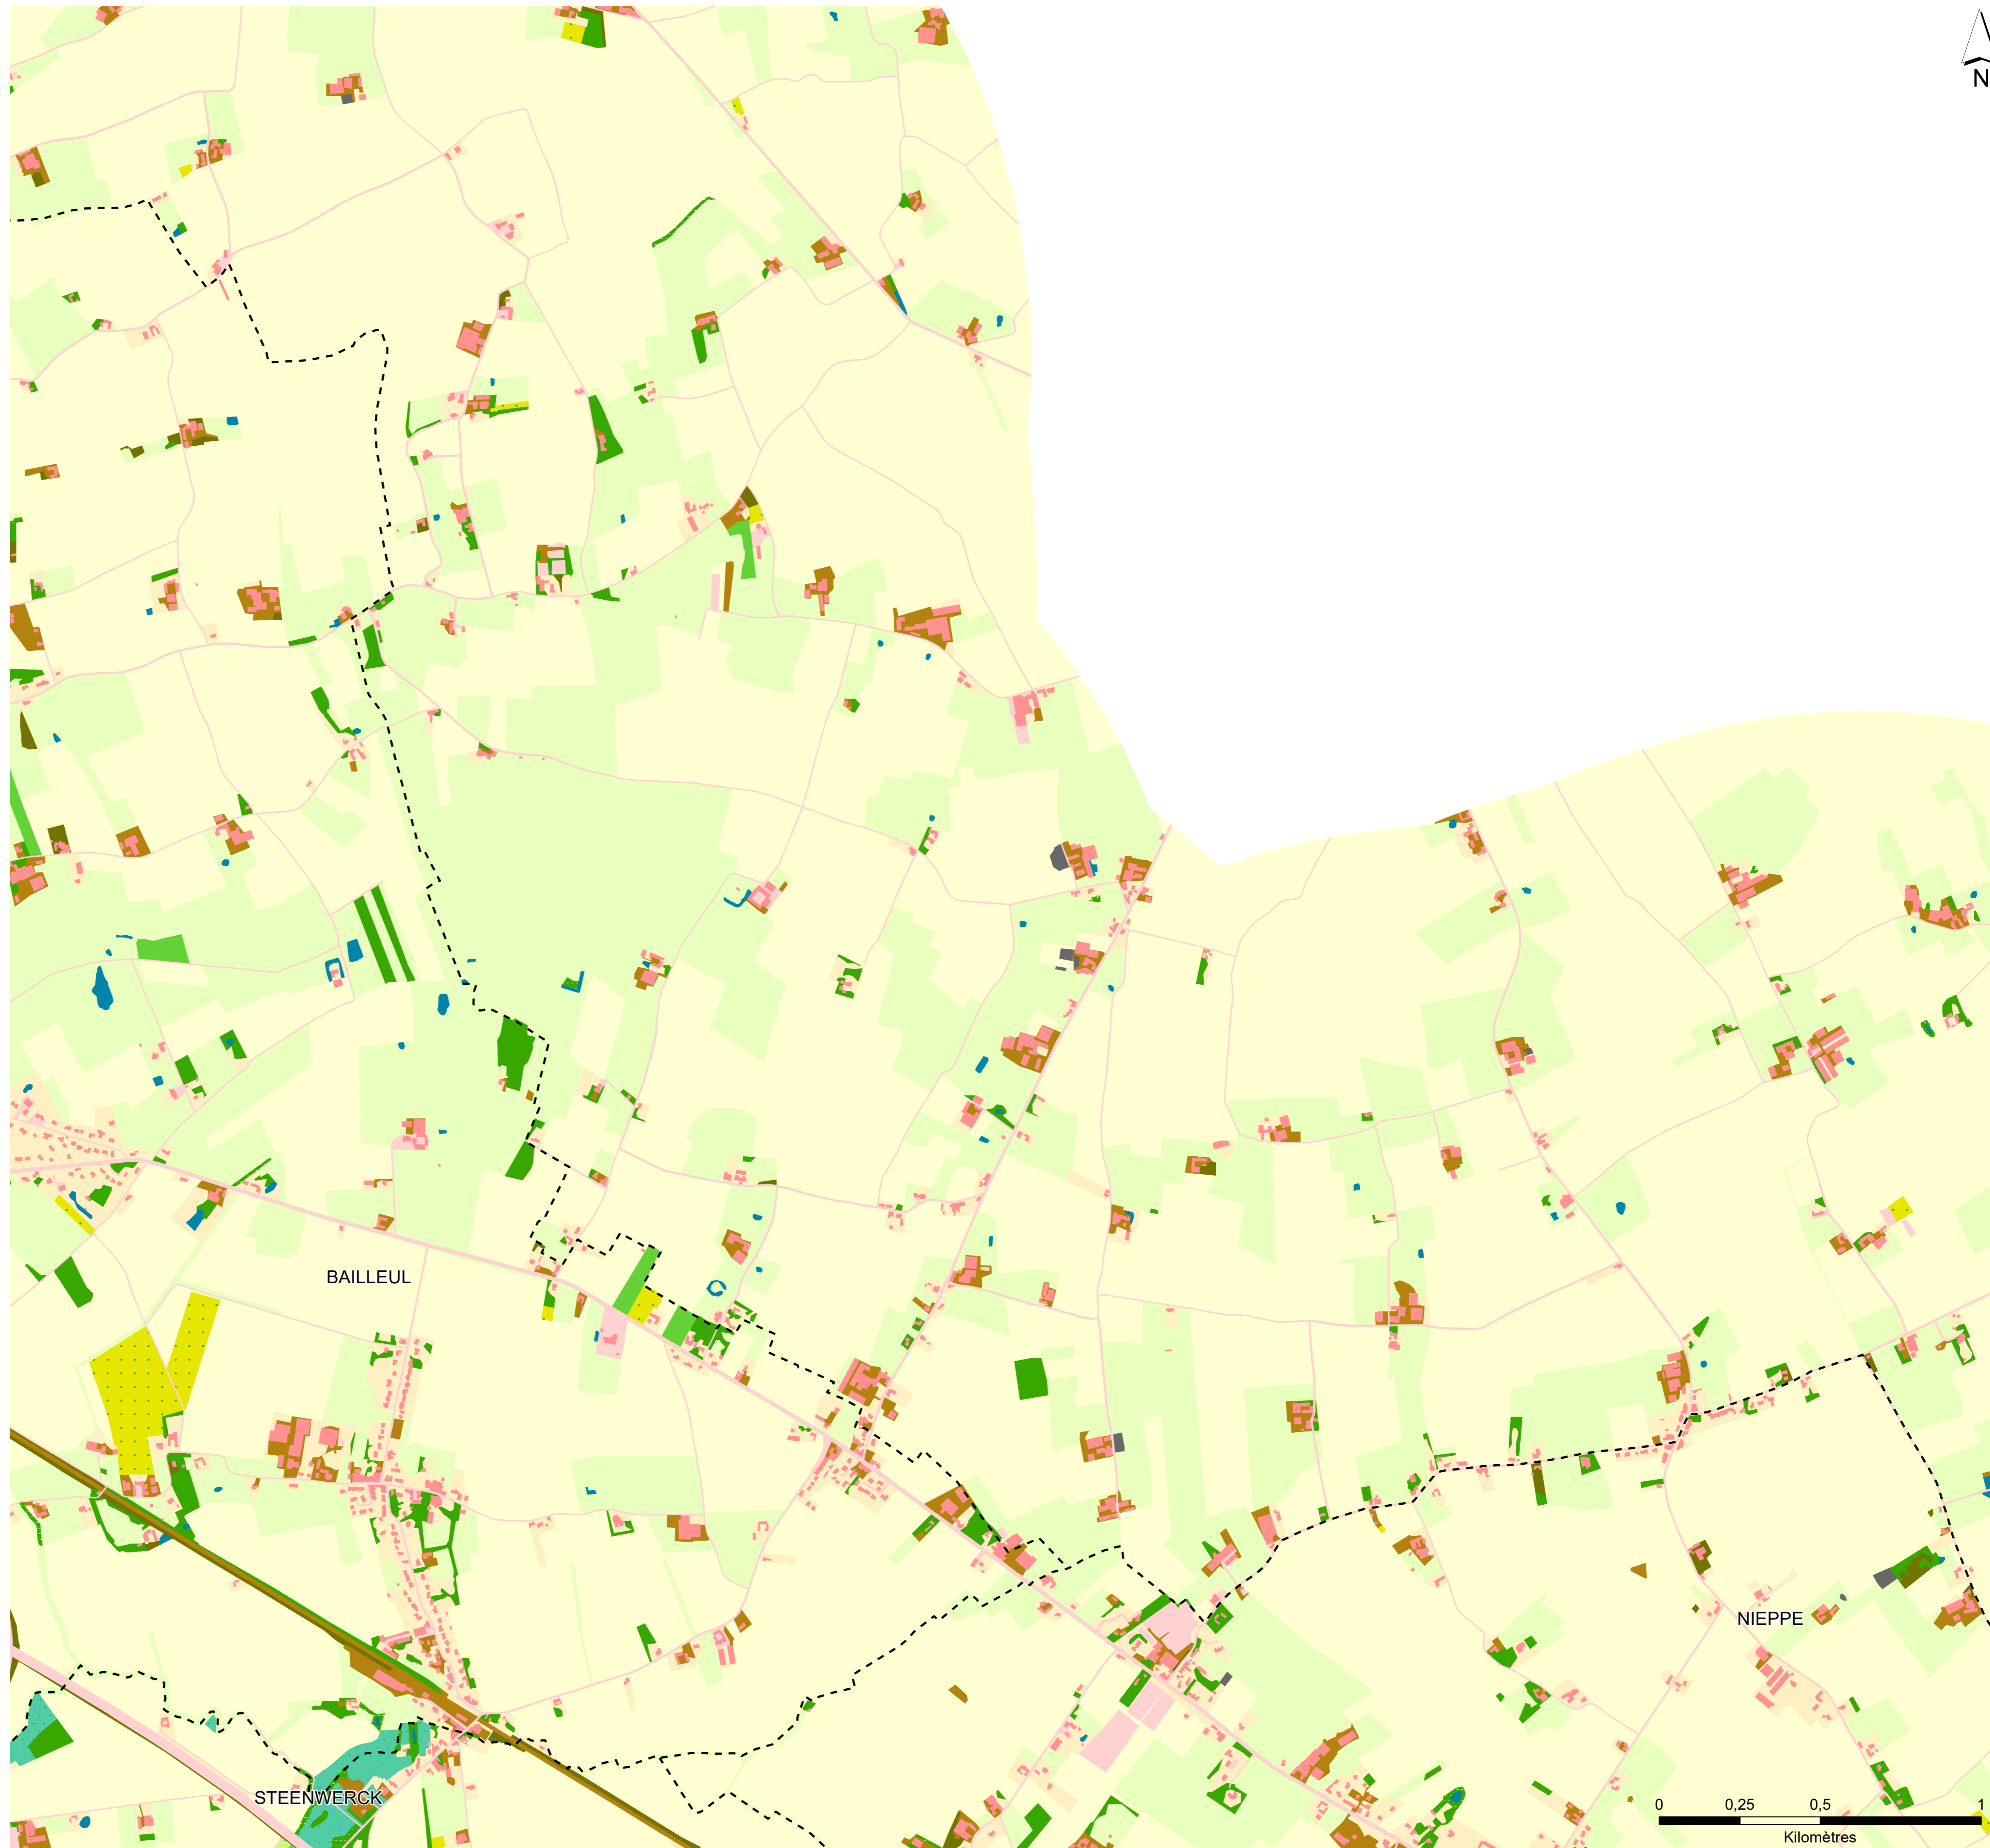 N
BAILLEUL
NIEPPE
STEENWERCK
0 0,25 0,5 1
Kilomètres